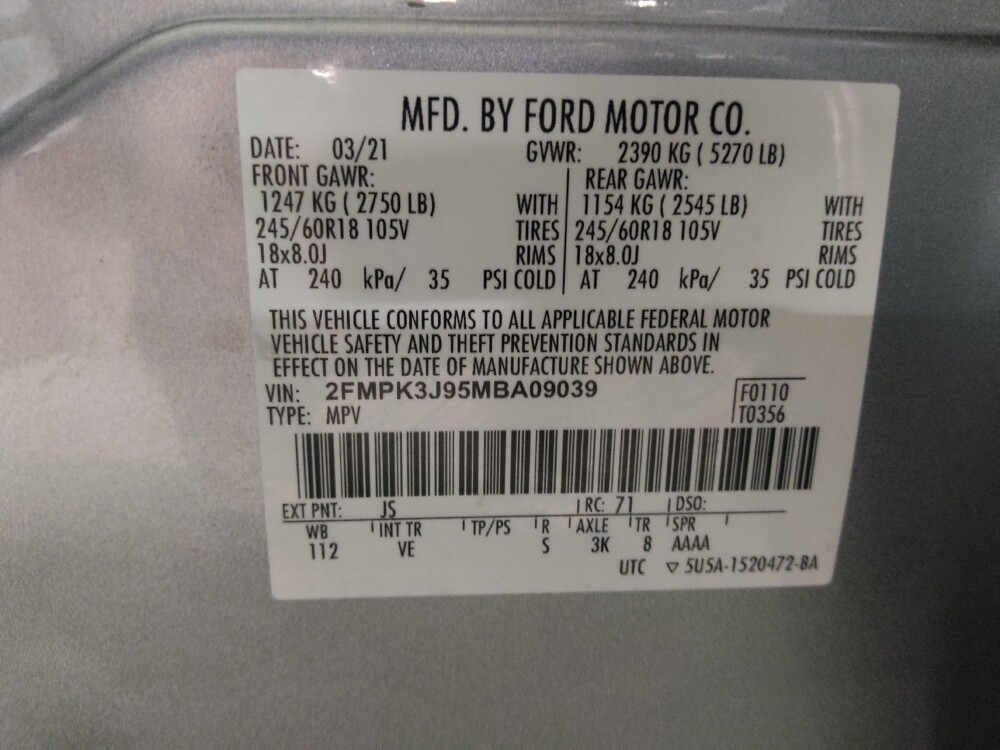 MFD. BY FORD MOTOR CO.
DATE: 03/21 GVWR: 2390 KG ( 5270 LB)
FRONT GAWR: REAR GAWR:
1247 KG ( 2750 LB) WITH 1154 KG ( 2545 LB) WITH
245/60R18 105V TIRES 245/60R18 105V TIRES
18x8.0J RIMS 18x8.0J RIMS
AT 240 kPa/ 35 PSI COLD AT 240 kPa/ 35 PSI COLD
THIS VEHICLE CONFORMS TO ALL APPLICABLE FEDERAL MOTOR
VEHICLE SAFETY AND THEFT PREVENTION STANDARDS IN
EFFECT ON THE DATE OF MANUFACTURE SHOWN ABOVE.
VIN: 2FMPK3J95MBA09039 F0110
TYPE: MPV T0356
EXT PNT: JS RC: 71 DSO:
WB INT TR TP/PS R AXLE TR SPR
112 VE S 3K 8 AAAA
UTC ▽ 5U5A-1520472-BA